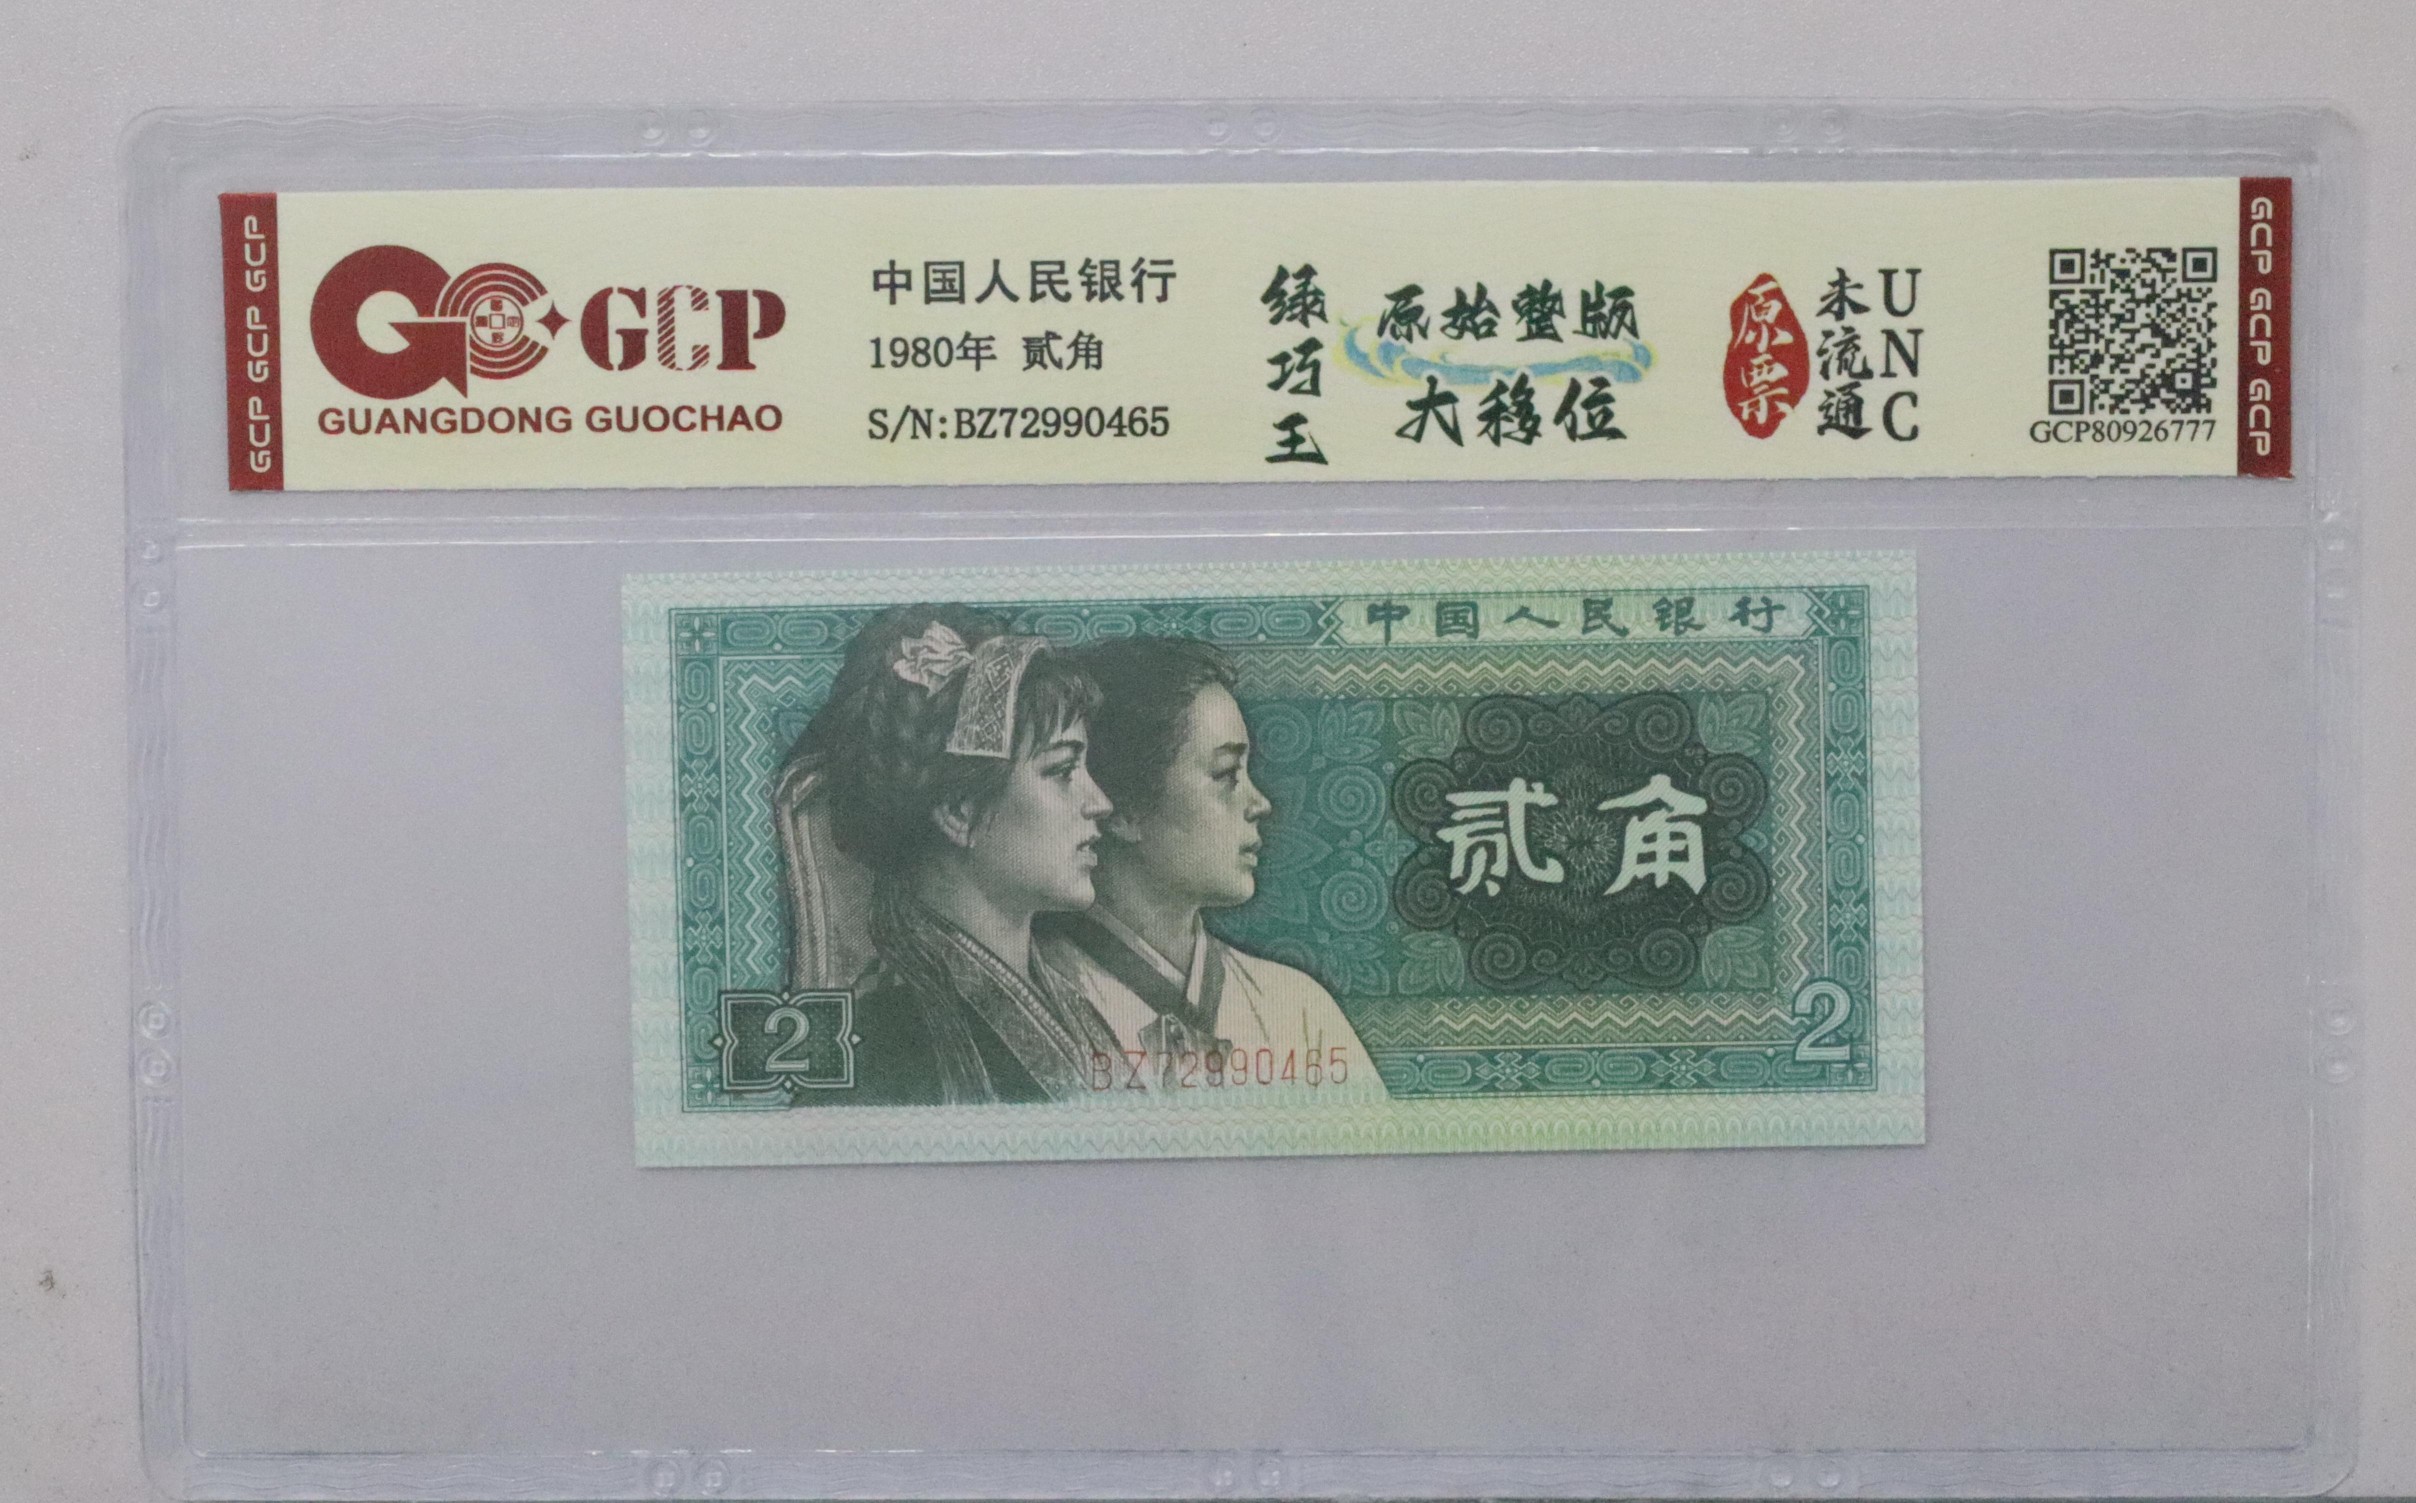 GCP GCP GCP
GCP
GUANGDONG GUOCHAO
中国人民银行
1980年 贰角
S/N:BZ72990465
绿巧王
原始整版
大移位
原票
未流通
UNC
GCP80926777
GCP GCP GCP
中国人民银行
贰角
2
2
BZ72990465